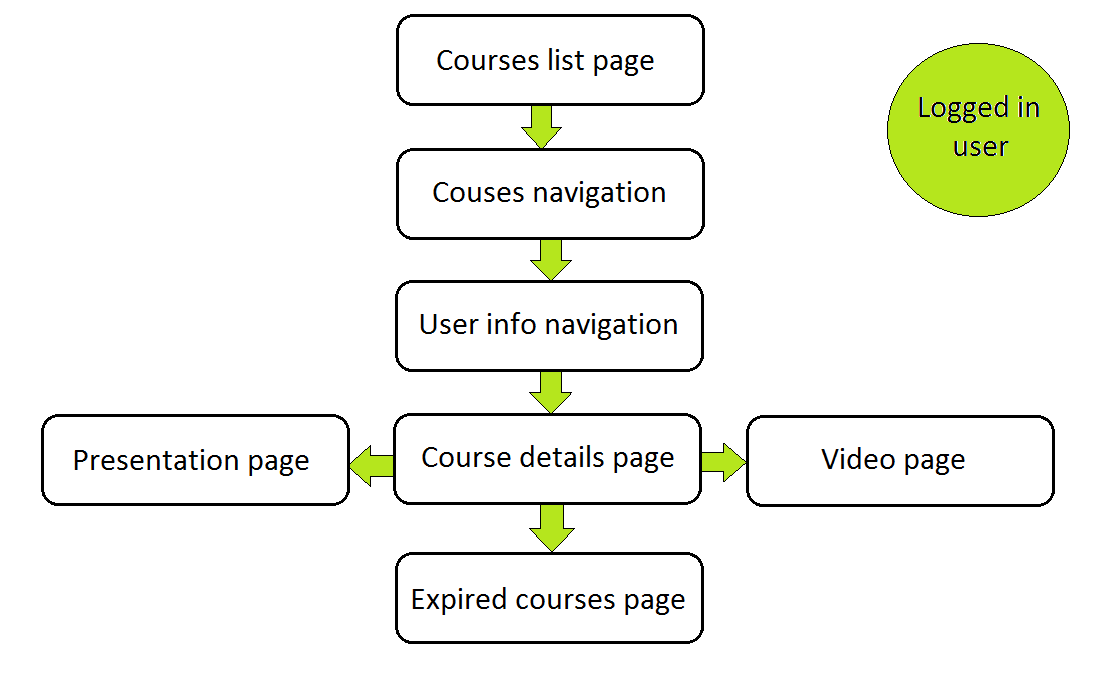 Courses list page
Logged in
user
Couses navigation
User info navigation
Presentation page
Course details page
Video page
Expired courses page